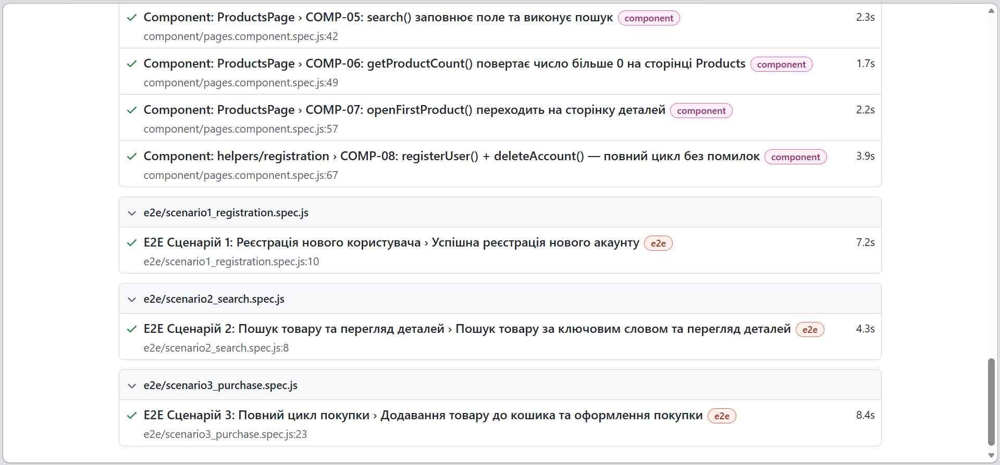 Component: ProductsPage › COMP-05: search() заповнює поле та виконує пошук component 2.3s
component/pages.component.spec.js:42
Component: ProductsPage › COMP-06: getProductCount() повертає число більше 0 на сторінці Products component 1.7s
component/pages.component.spec.js:49
Component: ProductsPage › COMP-07: openFirstProduct() переходить на сторінку деталей component 2.2s
component/pages.component.spec.js:57
Component: helpers/registration › COMP-08: registerUser() + deleteAccount() — повний цикл без помилок component 3.9s
component/pages.component.spec.js:67
e2e/scenario1_registration.spec.js
E2E Сценарій 1: Реєстрація нового користувача › Успішна реєстрація нового акаунту e2e 7.2s
e2e/scenario1_registration.spec.js:10
e2e/scenario2_search.spec.js
E2E Сценарій 2: Пошук товару та перегляд деталей › Пошук товару за ключовим словом та перегляд деталей e2e 4.3s
e2e/scenario2_search.spec.js:8
e2e/scenario3_purchase.spec.js
E2E Сценарій 3: Повний цикл покупки › Додавання товару до кошика та оформлення покупки e2e 8.4s
e2e/scenario3_purchase.spec.js:23